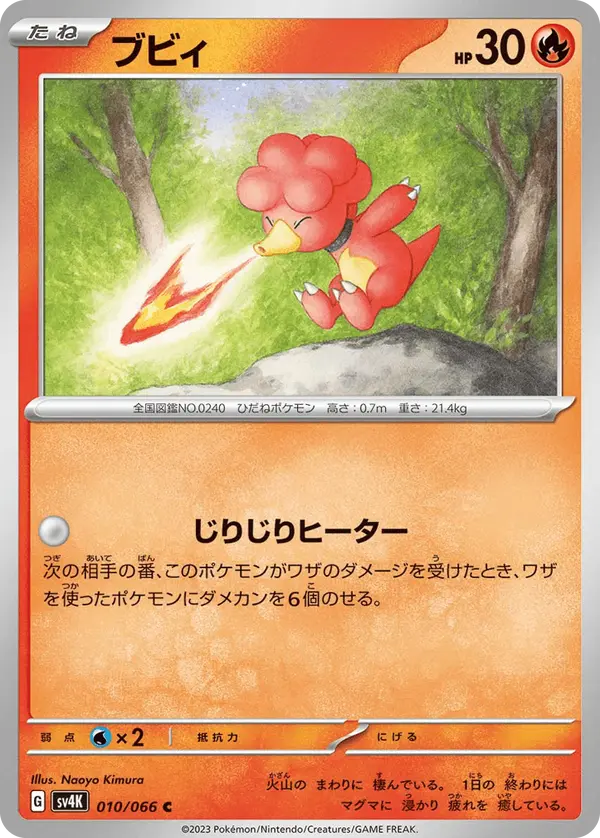 たね ブビィ HP30
全国図鑑NO.0240 ひだねポケモン 高さ:0.7m 重さ:21.4kg
じりじりヒーター
次の相手の番、このポケモンがワザのダメージを受けたとき、ワザ
を使ったポケモンにダメカンを6個のせる。
弱点 ×2 抵抗力 にげる
Illus. Naoyo Kimura
火山の まわりに 棲んでいる。 1日の 終わりには
マグマに 浸かり 疲れを 癒している。
G SV4K 010/066 C
©2023 Pokémon/Nintendo/Creatures/GAME FREAK.